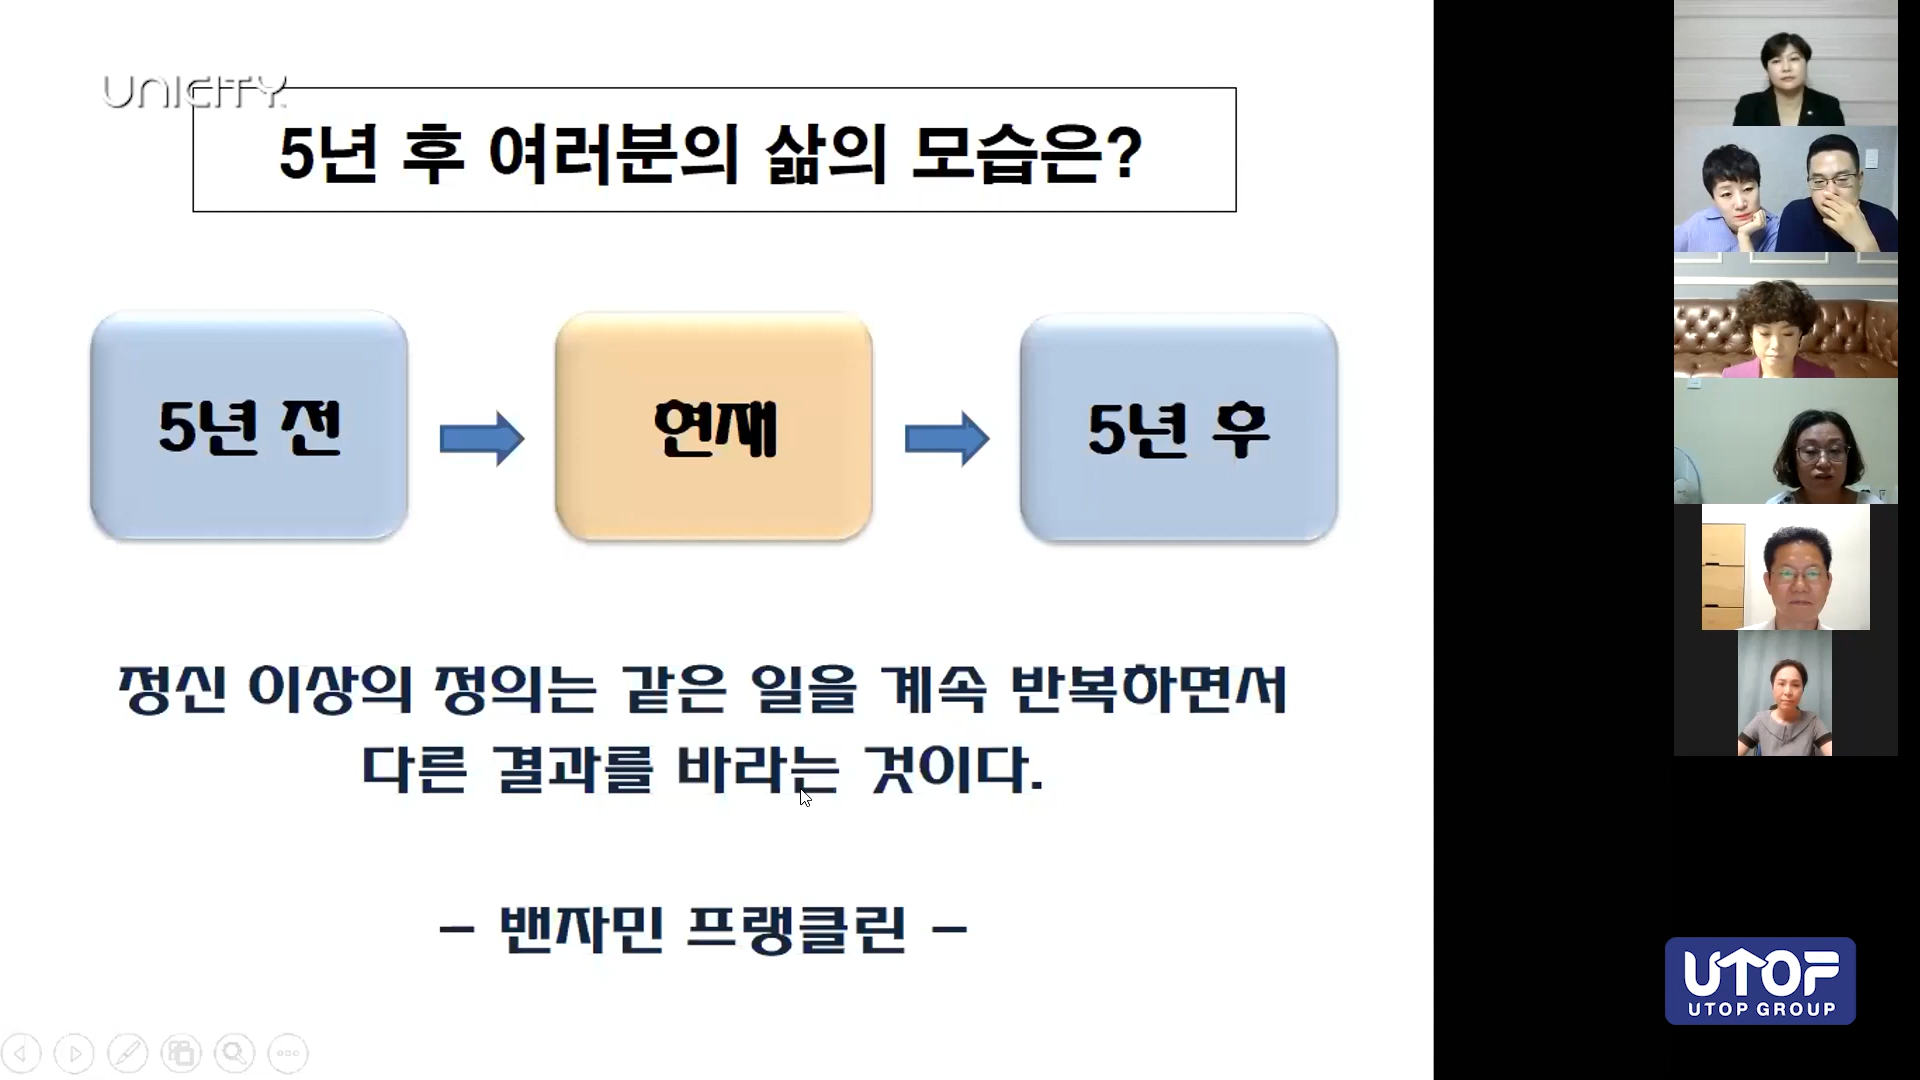 UNICITY
5년 후 여러분의 삶의 모습은?
5년 전
현재
5년 후
정신 이상의 정의는 같은 일을 계속 반복하면서
다른 결과를 바라는 것이다.
– 밴자민 프랭클린 –
UTOP
UTOP GROUP